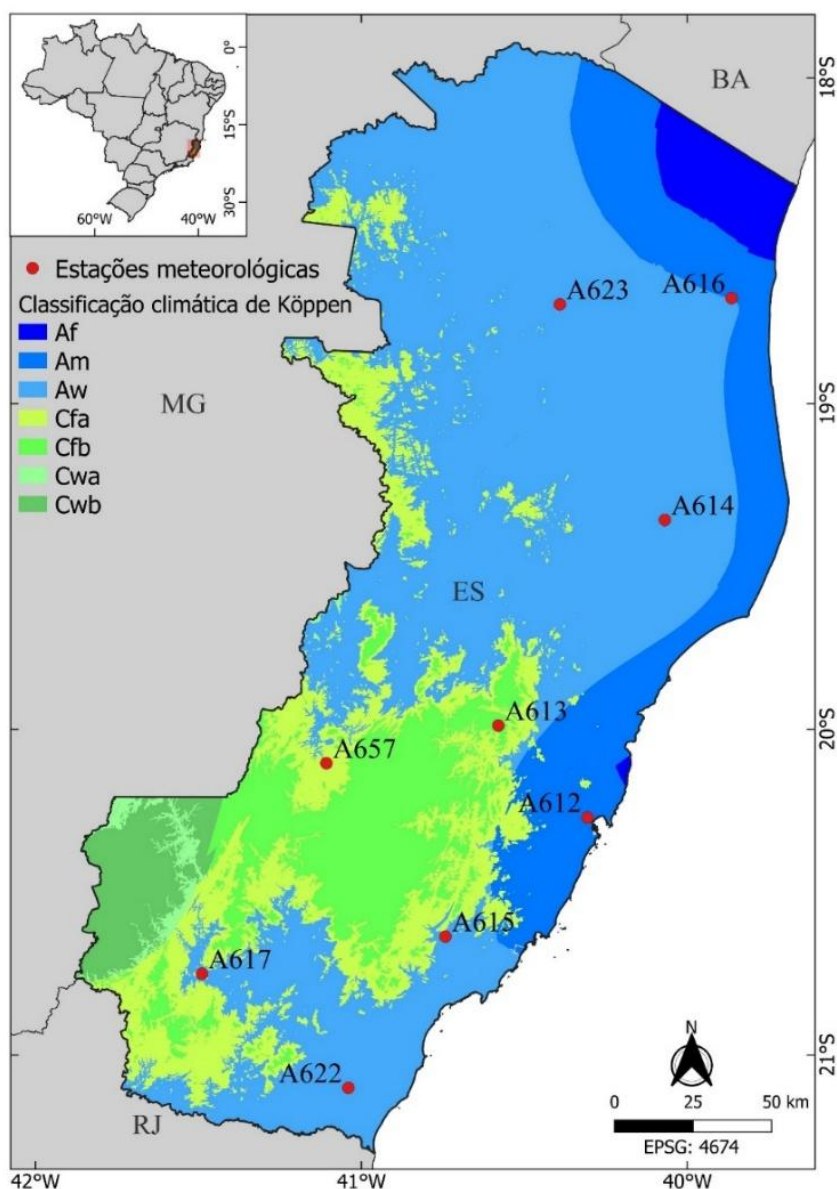 0°
15°S
30°S
60°W
40°W
Estações meteorológicas
Classificação climática de Köppen
Af
Am
Aw
Cfa
Cfb
Cwa
Cwb
BA
MG
ES
RJ
A623
A616
A614
A613
A657
A612
A615
A617
A622
18°S
19°S
20°S
21°S
N
0 25 50 km
EPSG: 4674
42°W 41°W 40°W